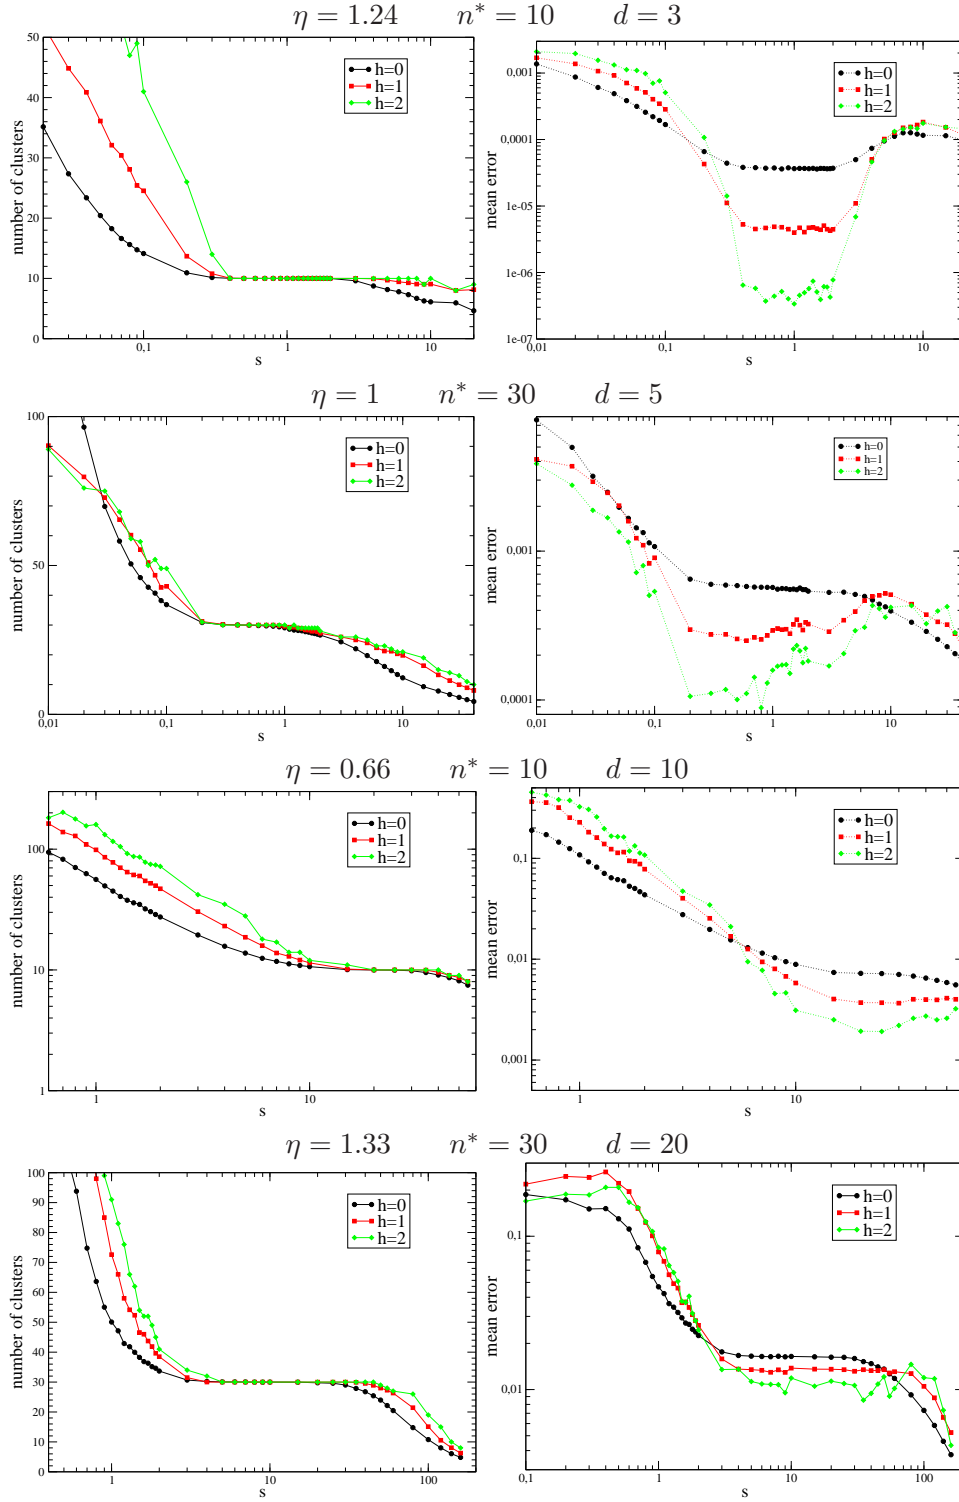 η = 1.24 n* = 10 d = 3
50
40
30
20
10
0
number of clusters
0,1
1
10
s
h=0
h=1
h=2
0,001
0,0001
1e-05
1e-06
1e-07
mean error
0,01
0,1
1
10
s
h=0
h=1
h=2
η = 1 n* = 30 d = 5
100
50
0
number of clusters
0,01
0,1
1
10
s
h=0
h=1
h=2
0,001
0,0001
mean error
0,01
0,1
1
10
s
h=0
h=1
h=2
η = 0.66 n* = 10 d = 10
100
10
1
number of clusters
1
10
s
h=0
h=1
h=2
0,1
0,01
0,001
mean error
1
10
s
h=0
h=1
h=2
η = 1.33 n* = 30 d = 20
100
90
80
70
60
50
40
30
20
10
0
number of clusters
1
10
100
s
h=0
h=1
h=2
0,1
0,01
mean error
0,1
1
10
100
s
h=0
h=1
h=2